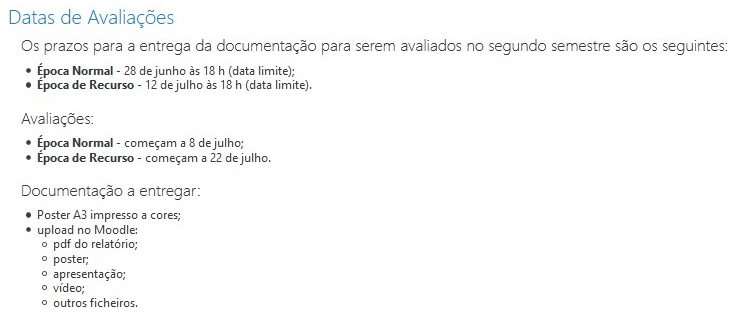 Datas de Avaliações
Os prazos para a entrega da documentação para serem avaliados no segundo semestre são os seguintes:
• Época Normal - 28 de junho às 18 h (data limite);
• Época de Recurso - 12 de julho às 18 h (data limite).
Avaliações:
• Época Normal - começam a 8 de julho;
• Época de Recurso - começam a 22 de julho.
Documentação a entregar:
• Poster A3 impresso a cores;
• upload no Moodle:
○ pdf do relatório;
○ poster;
○ apresentação;
○ vídeo;
○ outros ficheiros.